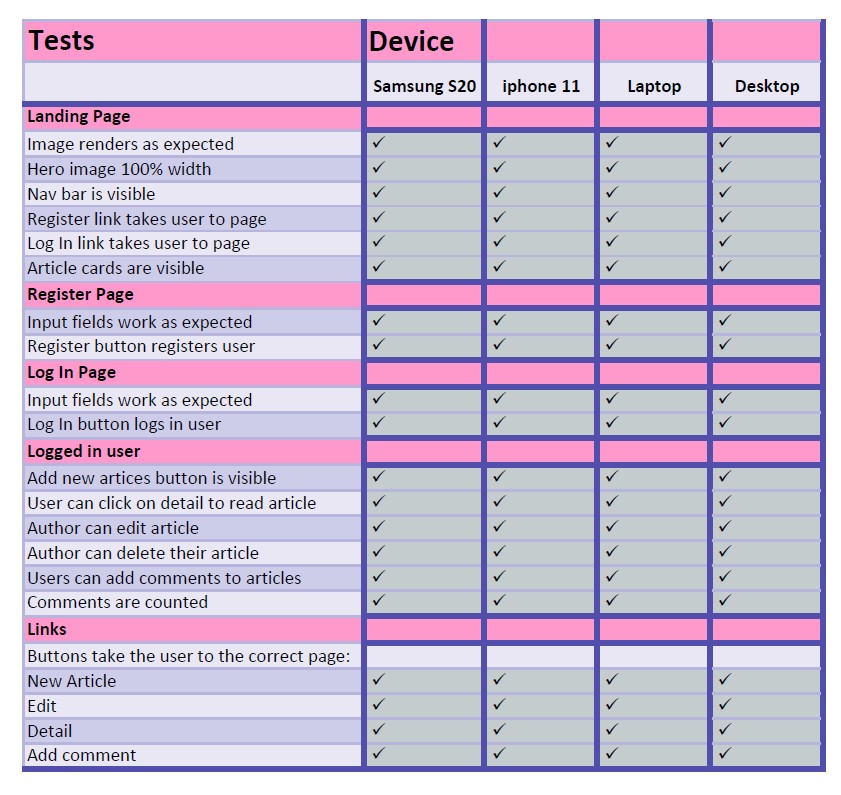 Tests Device
Samsung S20 iphone 11 Laptop Desktop
Landing Page
Image renders as expected ✓ ✓ ✓ ✓
Hero image 100% width ✓ ✓ ✓ ✓
Nav bar is visible ✓ ✓ ✓ ✓
Register link takes user to page ✓ ✓ ✓ ✓
Log In link takes user to page ✓ ✓ ✓ ✓
Article cards are visible ✓ ✓ ✓ ✓
Register Page
Input fields work as expected ✓ ✓ ✓ ✓
Register button registers user ✓ ✓ ✓ ✓
Log In Page
Input fields work as expected ✓ ✓ ✓ ✓
Log In button logs in user ✓ ✓ ✓ ✓
Logged in user
Add new artices button is visible ✓ ✓ ✓ ✓
User can click on detail to read article ✓ ✓ ✓ ✓
Author can edit article ✓ ✓ ✓ ✓
Author can delete their article ✓ ✓ ✓ ✓
Users can add comments to articles ✓ ✓ ✓ ✓
Comments are counted ✓ ✓ ✓ ✓
Links
Buttons take the user to the correct page:
New Article ✓ ✓ ✓ ✓
Edit ✓ ✓ ✓ ✓
Detail ✓ ✓ ✓ ✓
Add comment ✓ ✓ ✓ ✓